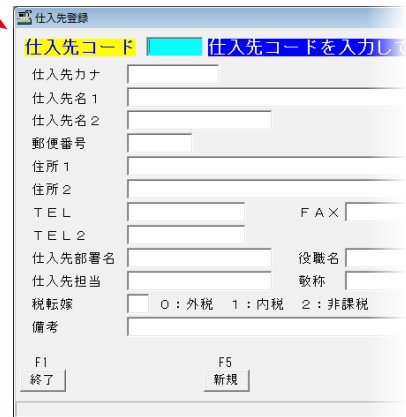 仕入先登録
仕入先コード 仕入先コードを入力して
仕入先カナ
仕入先名1
仕入先名2
郵便番号
住所1
住所2
TEL FAX
TEL2
仕入先部署名 役職名
仕入先担当 敬称
税転嫁 0:外税 1:内税 2:非課税
備考
F1 F5
終了 新規